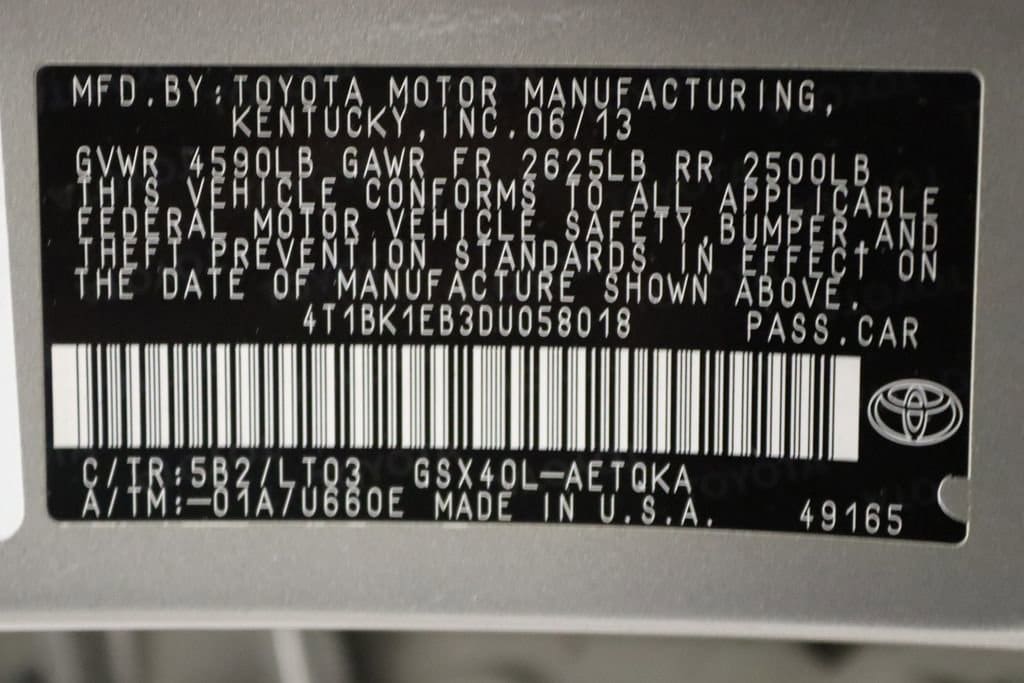 MFD.BY:TOYOTA MOTOR MANUFACTURING,
KENTUCKY,INC.06/13
GVWR 4590LB GAWR FR 2625LB RR 2500LB
THIS VEHICLE CONFORMS TO ALL APPLICABLE
FEDERAL MOTOR VEHICLE SAFETY,BUMPER,AND
THEFT PREVENTION STANDARDS IN EFFECT ON
THE DATE OF MANUFACTURE SHOWN ABOVE.
4T1BK1EB3DU058018 PASS.CAR
C/TR:5B2/LT03 GSX40L-AETQKA
A/TM:-01A/U660E MADE IN U.S.A. 49165